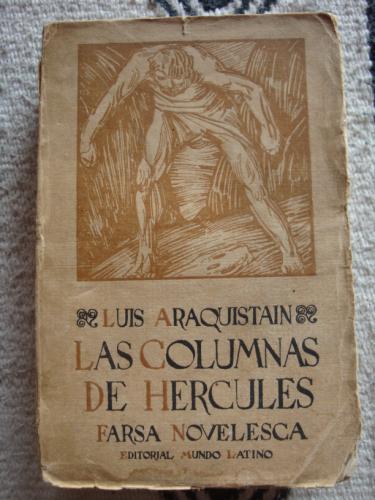 LUIS ARAQUISTAIN
LAS COLUMNAS
DE HERCULES
FARSA NOVELESCA
EDITORIAL MUNDO LATINO